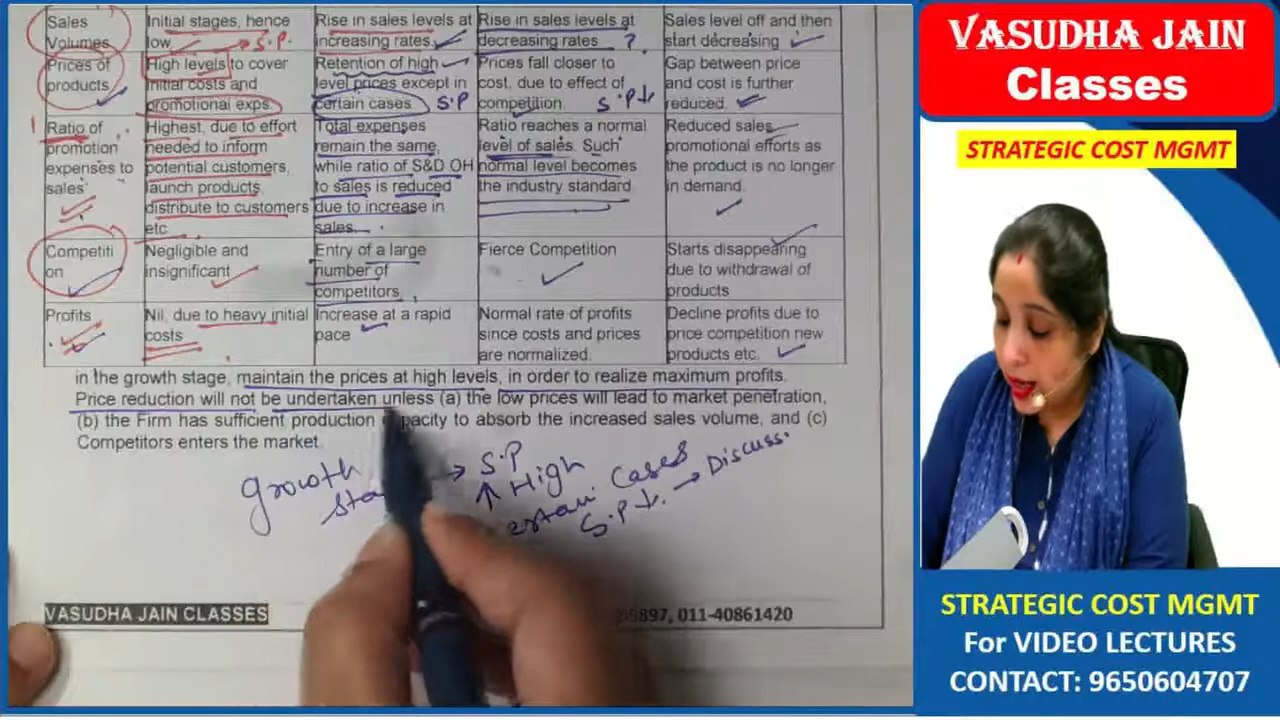 Sales
Volumes
Initial stages, hence
low
S.P.
Rise in sales levels at
increasing rates.
Rise in sales levels at
decreasing rates ?
Sales level off and then
start decreasing
Prices of
products
High levels to cover
initial costs and
promotional exps.
Retention of high
level prices except in
certain cases S.P
Prices fall closer to
cost, due to effect of
competition. S.P↓
Gap between price
and cost is further
reduced.
Ratio of
promotion
expenses to
sales
Highest, due to effort
needed to inform
potential customers,
launch products,
distribute to customers
etc.
Total expenses
remain the same,
while ratio of S&D OH
to sales is reduced
due to increase in
sales.
Ratio reaches a normal
level of sales. Such
normal level becomes
the industry standard
Reduced sales
promotional efforts as
the product is no longer
in demand.
Competiti
on
Negligible and
insignificant
Entry of a large
number of
competitors
Fierce Competition
Starts disappearing
due to withdrawal of
products
Profits
Nil, due to heavy initial
costs
Increase at a rapid
pace
Normal rate of profits
since costs and prices
are normalized.
Decline profits due to
price competition new
products etc.
in the growth stage, maintain the prices at high levels, in order to realize maximum profits.
Price reduction will not be undertaken unless (a) the low prices will lead to market penetration,
(b) the Firm has sufficient production capacity to absorb the increased sales volume, and (c)
Competitors enters the market.
Growth → S.P
↑ High
Cases
S.P↓. → Discuss.
VASUDHA JAIN CLASSES
9897, 011-40861420
VASUDHA JAIN
Classes
STRATEGIC COST MGMT
STRATEGIC COST MGMT
For VIDEO LECTURES
CONTACT: 9650604707